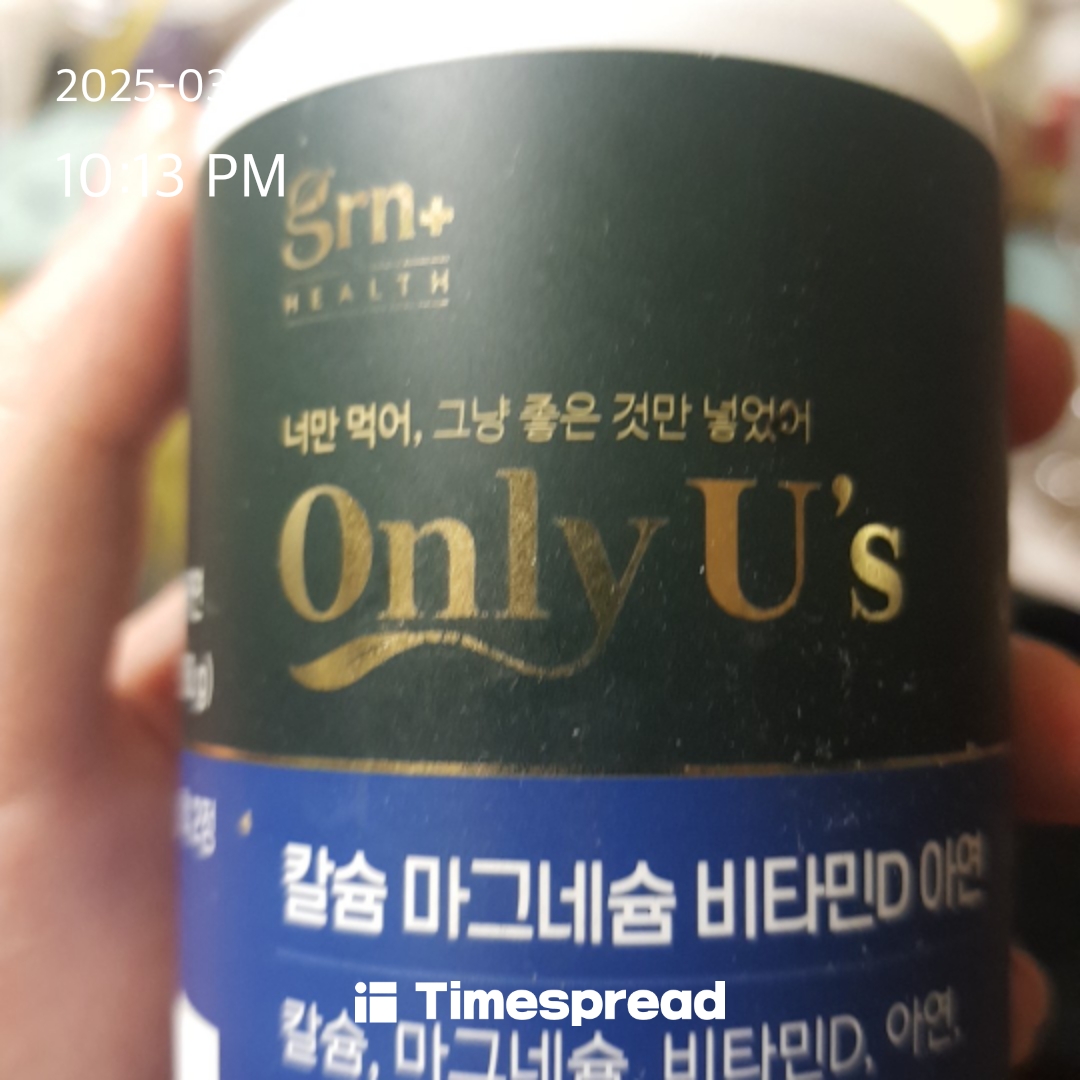 2025-03
10:13 PM
grn+
HEALTH
너만 먹어, 그냥 좋은 것만 넣었어
Only U's
칼슘 마그네슘 비타민D 아연
칼슘, 마그네슘, 비타민D, 아연,
Timespread